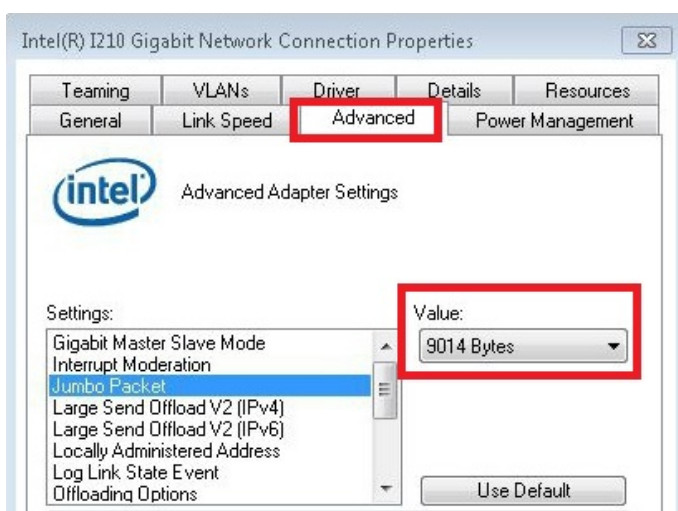 Intel(R) I210 Gigabit Network Connection Properties
Teaming VLANs Driver Details Resources
General Link Speed Advanced Power Management
intel
Advanced Adapter Settings
Settings:
Value:
9014 Bytes
Gigabit Master Slave Mode
Interrupt Moderation
Jumbo Packet
Large Send Offload V2 (IPv4)
Large Send Offload V2 (IPv6)
Locally Administered Address
Log Link State Event
Offloading Options
Use Default